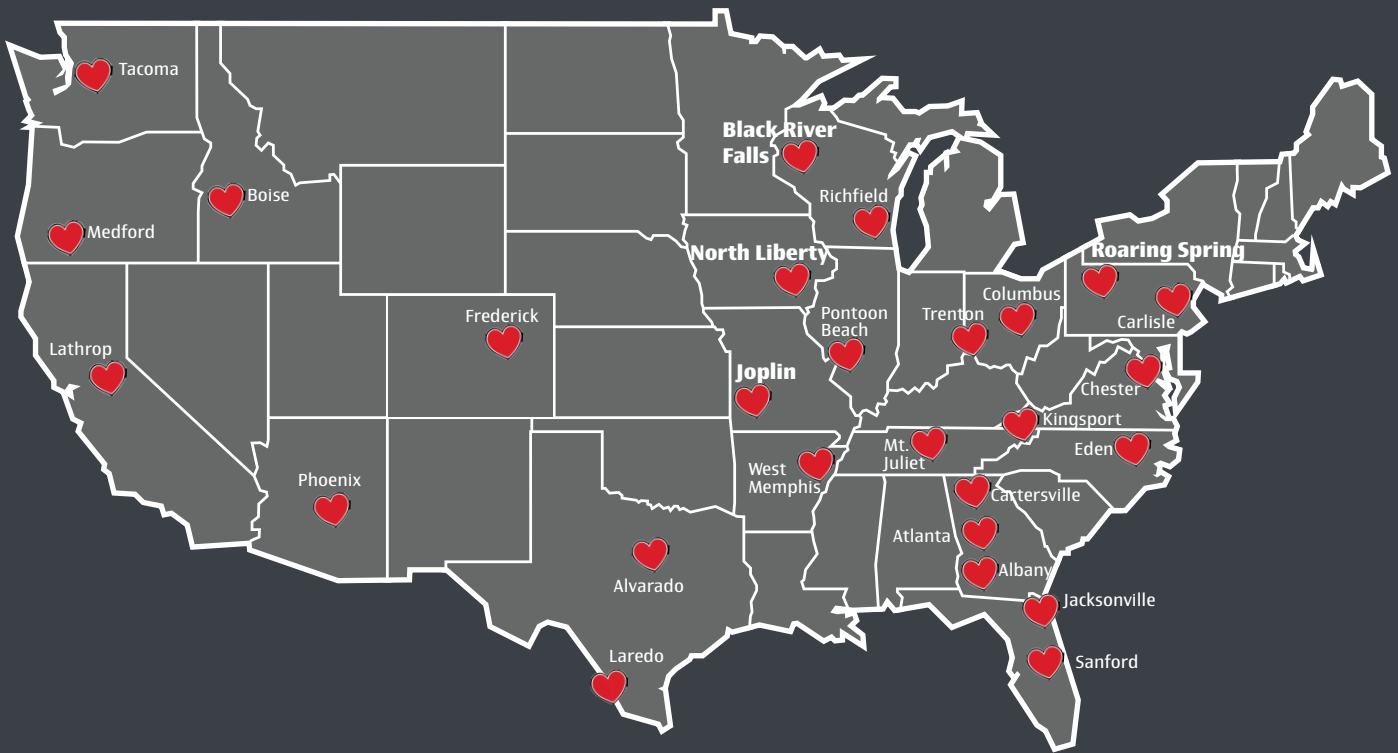 Tacoma
Black River
Falls
Boise
Richfield
Medford
North Liberty
Roaring Spring
Columbus
Frederick
Pontoon
Beach
Trenton
Carlisle
Lathrop
Joplin
Chester
Kingsport
Mt.
Juliet
Eden
West
Memphis
Phoenix
Cartersville
Atlanta
Albany
Alvarado
Jacksonville
Laredo
Sanford